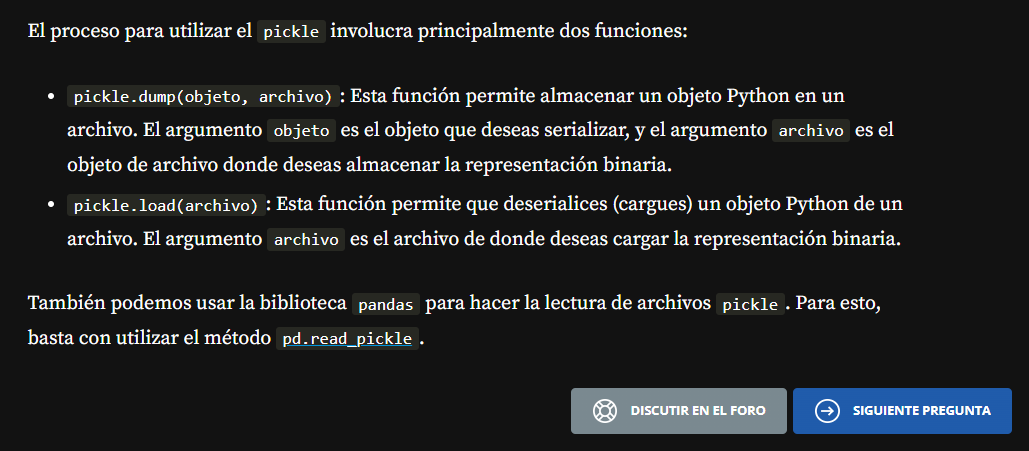 El proceso para utilizar el pickle involucra principalmente dos funciones:
• pickle.dump(objeto, archivo): Esta función permite almacenar un objeto Python en un
archivo. El argumento objeto es el objeto que deseas serializar, y el argumento archivo es el
objeto de archivo donde deseas almacenar la representación binaria.
• pickle.load(archivo): Esta función permite que deserialices (cargues) un objeto Python de un
archivo. El argumento archivo es el archivo de donde deseas cargar la representación binaria.
También podemos usar la biblioteca pandas para hacer la lectura de archivos pickle. Para esto,
basta con utilizar el método pd.read_pickle.
DISCUTIR EN EL FORO
SIGUIENTE PREGUNTA